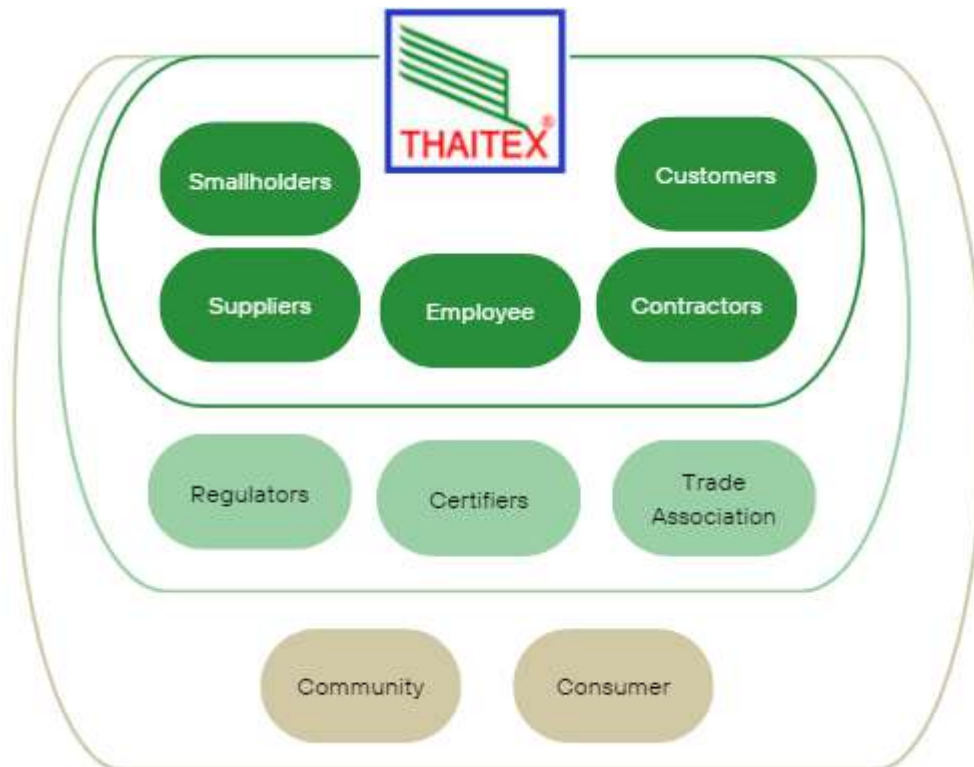 THAITEX®
Smallholders
Customers
Suppliers
Employee
Contractors
Regulators
Certifiers
Trade
Association
Community
Consumer